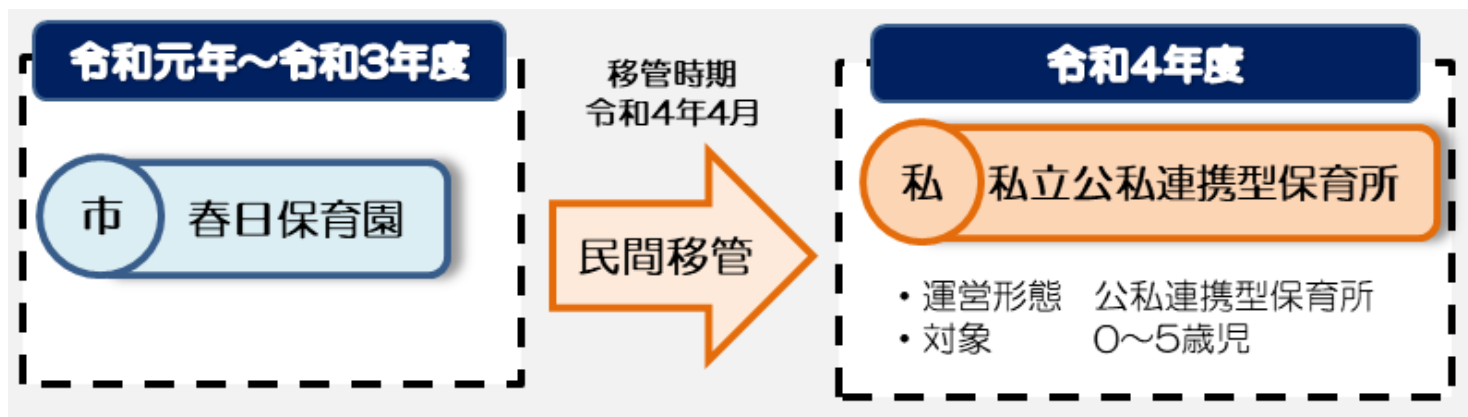 令和元年～令和3年度
市 春日保育園
移管時期
令和4年4月
民間移管
令和4年度
私 私立公私連携型保育所
・運営形態 公私連携型保育所
・対象 0～5歳児